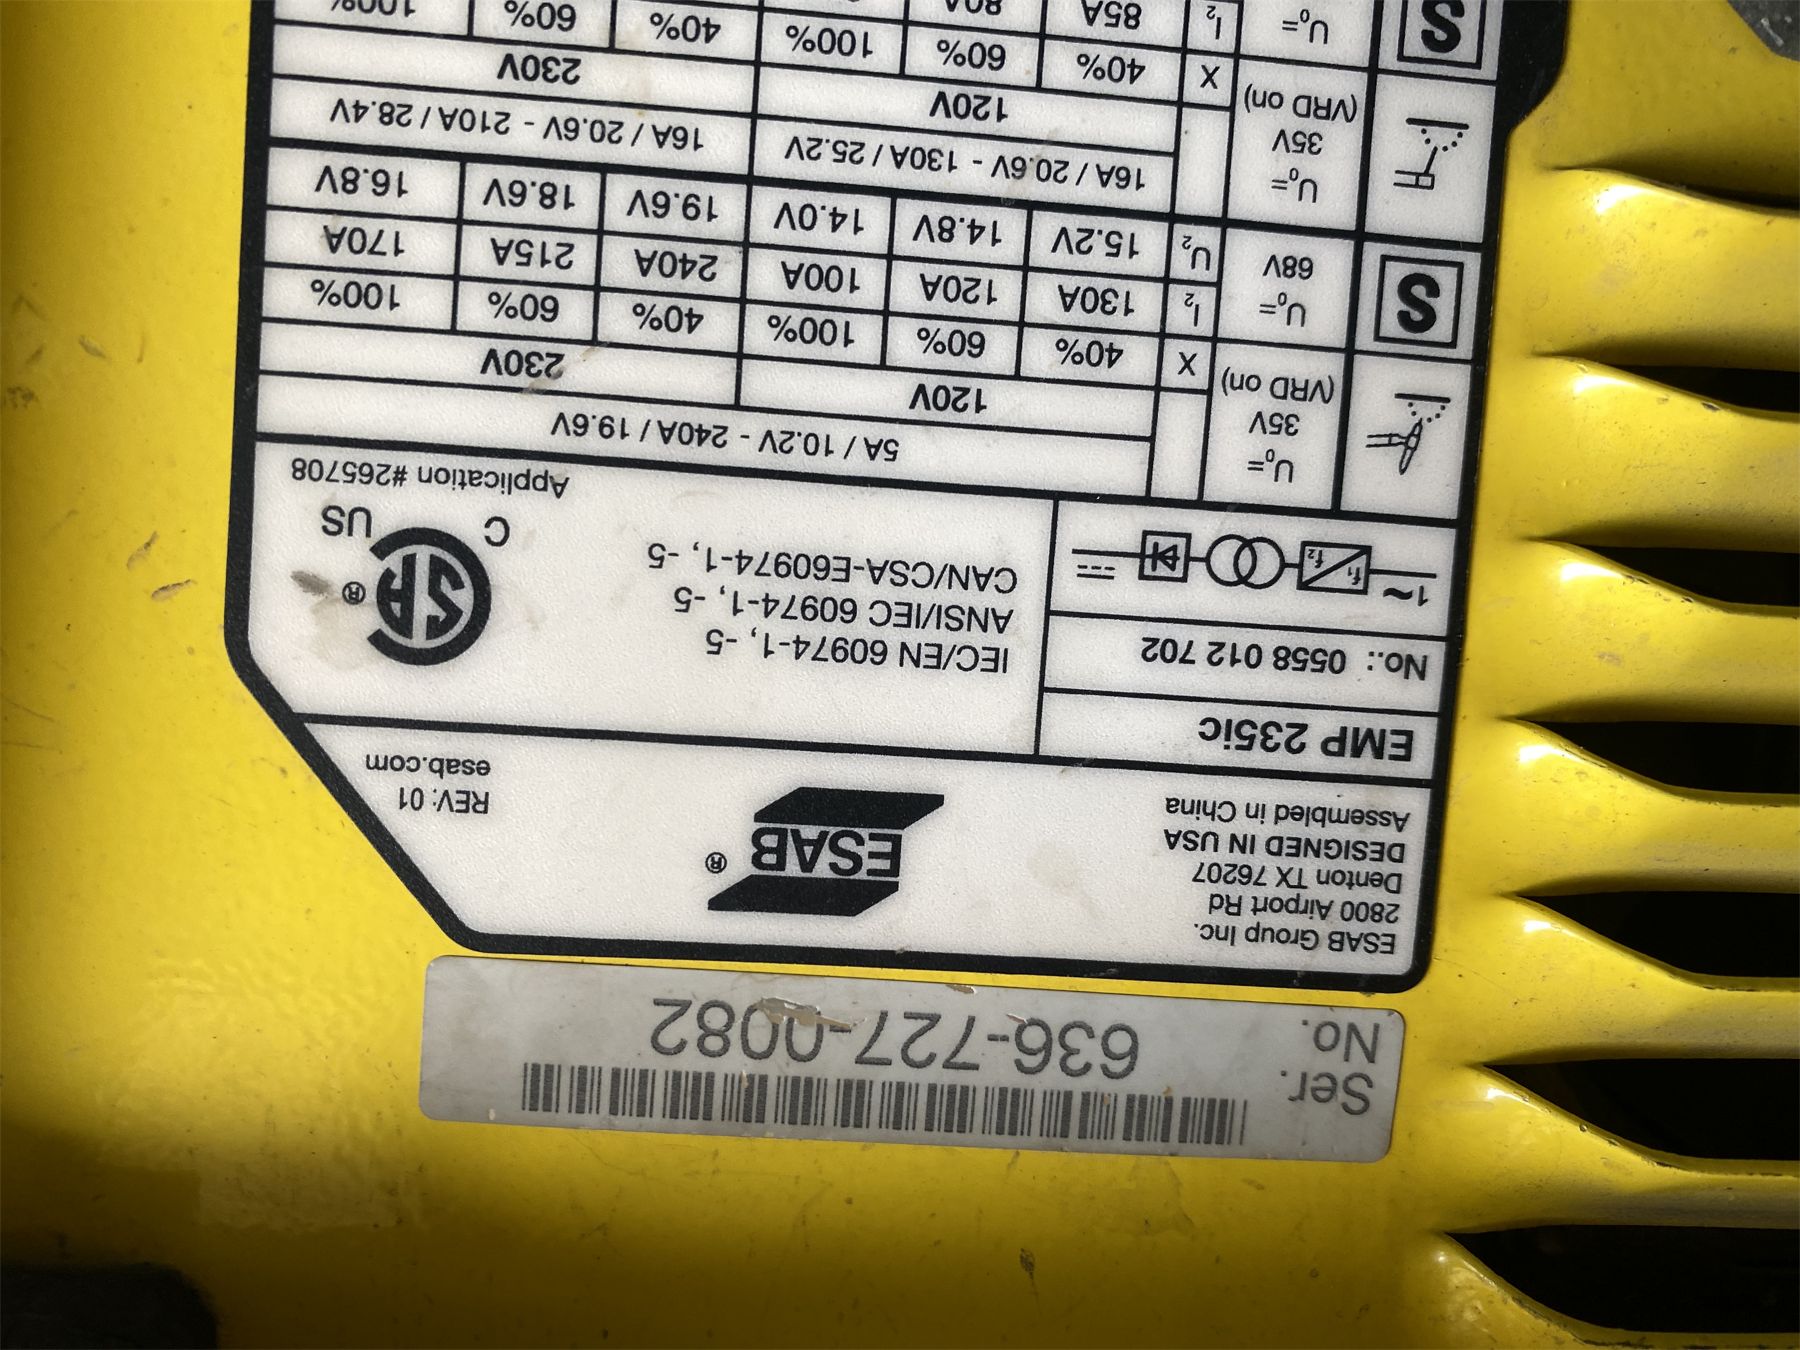 Ser. No. 636-727-0082
ESAB Group Inc.
2800 Airport Rd
Denton TX 76207
DESIGNED IN USA
Assembled in China
ESAB®
REV: 01
esab.com
EMP 235ic
No.: 0558 012 702
1~ f1 f2
IEC/EN 60974-1, -5
ANSI/IEC 60974-1, -5
CAN/CSA-E60974-1, -5
SA®
C US
Application #265708
5A / 10.2V - 240A / 19.6V
U0=
35V
(VRD on)
120V 230V
X 40% 60% 100% 40% 60% 100%
S
U0=
68V
I2 130A 120A 100A 240A 215A 170A
U2 15.2V 14.8V 14.0V 19.6V 18.6V 16.8V
16A / 20.6V - 130A / 25.2V 16A / 20.6V - 210A / 28.4V
U0=
35V
(VRD on)
120V 230V
X 40% 60% 100% 40% 60% 100%
S
U0=
I2 85A 80A